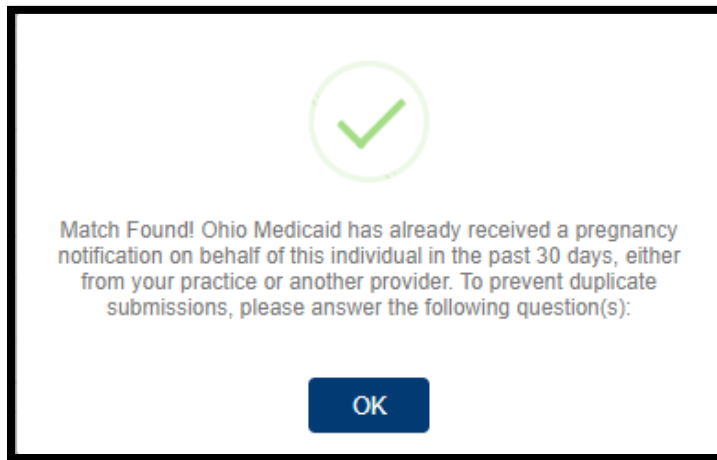 Match Found! Ohio Medicaid has already received a pregnancy
notification on behalf of this individual in the past 30 days, either
from your practice or another provider. To prevent duplicate
submissions, please answer the following question(s):
OK